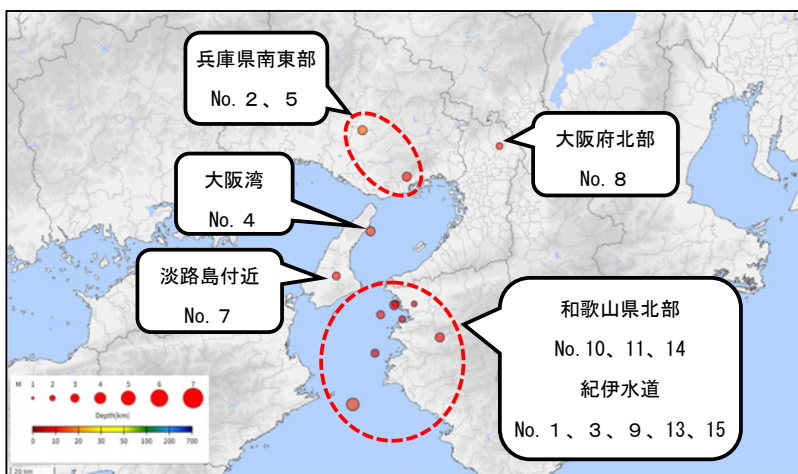 兵庫県南東部
No. 2 、 5
大阪府北部
No. 8
大阪湾
No. 4
淡路島付近
No. 7
和歌山県北部
No.10、 11、 14
紀伊水道
No. 1 、 3 、 9 、 13、 15
M 1 2 3 4 5 6 7
Depth[km]
0 10 20 30 50 100 200 700
20 km